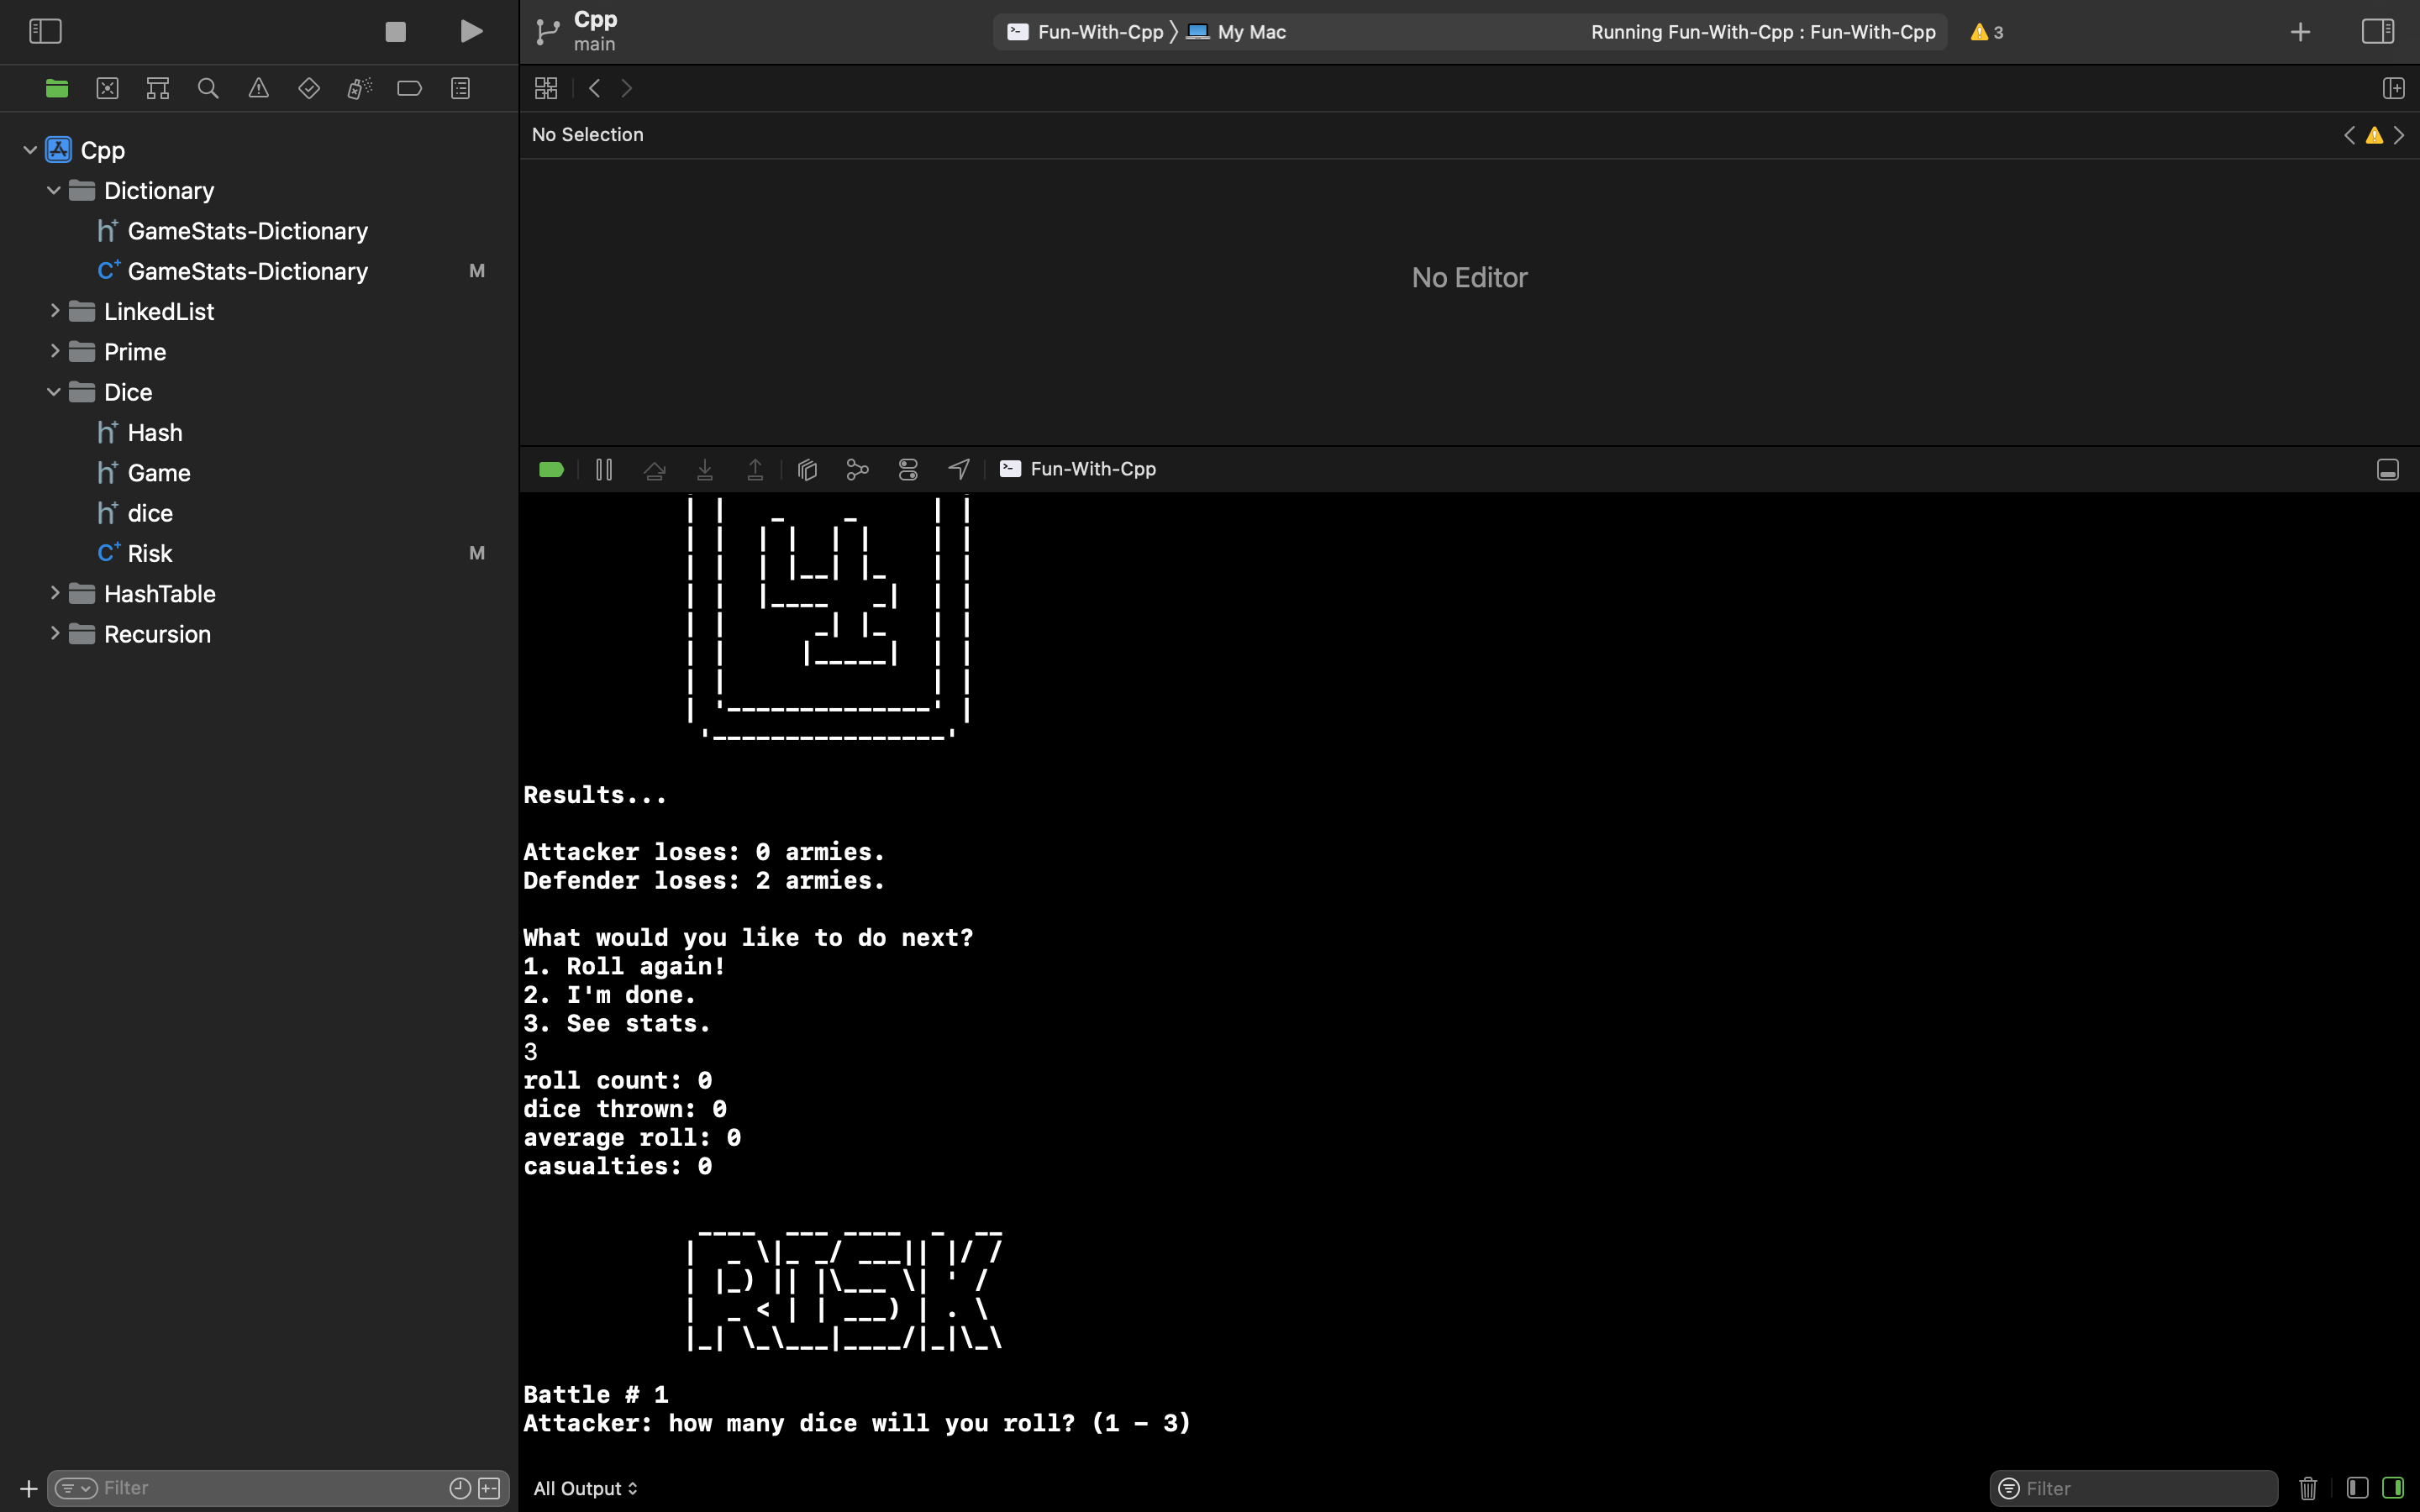 Cpp
main
Fun-With-Cpp
My Mac
Running Fun-With-Cpp : Fun-With-Cpp
3
No Selection
Cpp
Dictionary
GameStats-Dictionary
GameStats-Dictionary M
LinkedList
Prime
Dice
Hash
Game
dice
Risk M
HashTable
Recursion
No Editor
Fun-With-Cpp
4
Results...
Attacker loses: 0 armies.
Defender loses: 2 armies.
What would you like to do next?
1. Roll again!
2. I'm done.
3. See stats.
3
roll count: 0
dice thrown: 0
average roll: 0
casualties: 0
RISK
Battle # 1
Attacker: how many dice will you roll? (1 - 3)
Filter
All Output
Filter